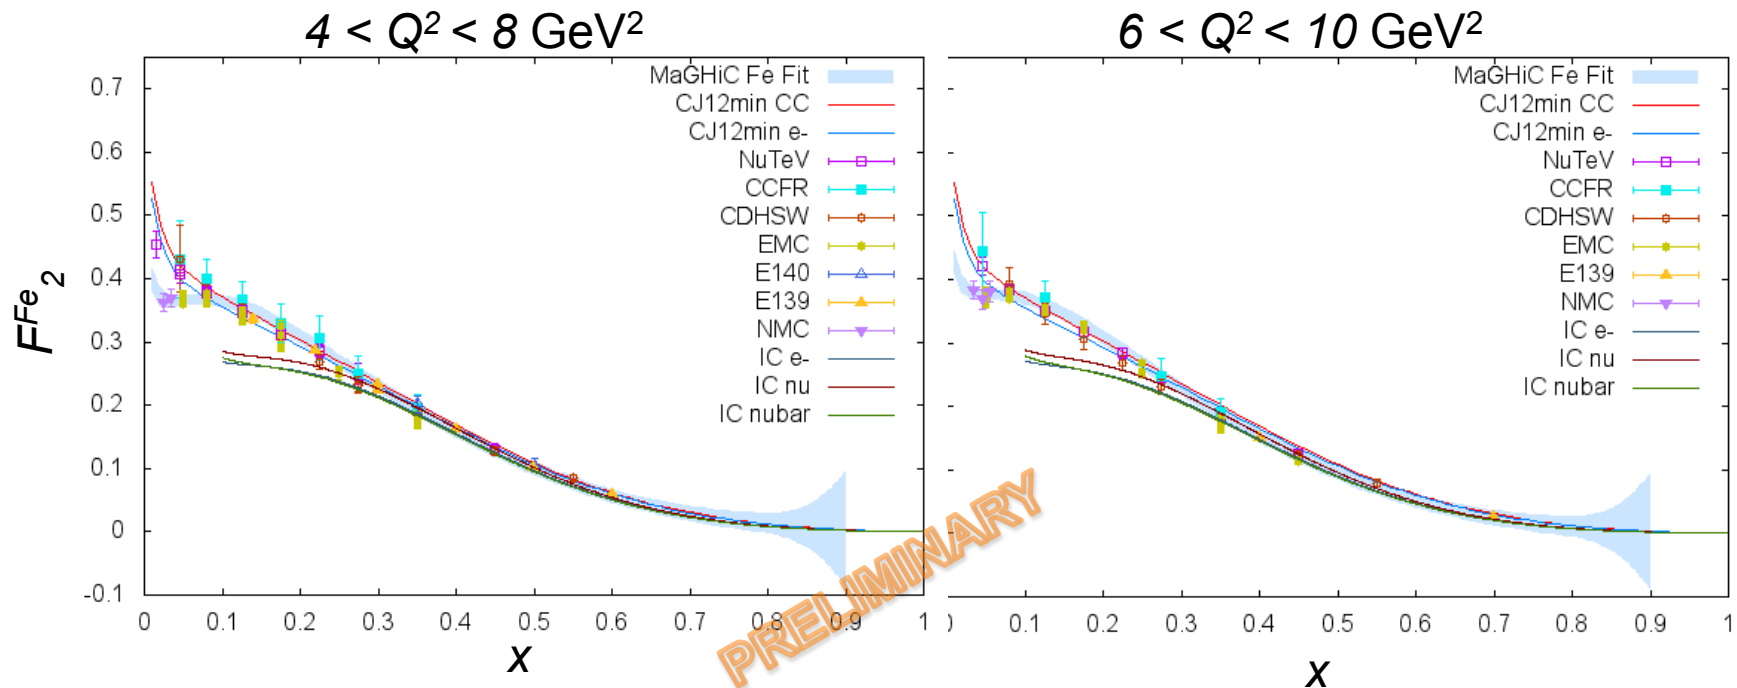 4 < Q² < 8 GeV²
6 < Q² < 10 GeV²
MaGHiC Fe Fit
CJ12min CC
CJ12min e-
NuTeV
CCFR
CDHSW
EMC
E140
E139
NMC
IC e-
IC nu
IC nubar
MaGHiC Fe Fit
CJ12min CC
CJ12min e-
NuTeV
CCFR
CDHSW
EMC
E139
NMC
IC e-
IC nu
IC nubar
0.7
0.6
0.5
0.4
0.3
0.2
0.1
0
-0.1
F^Fe_2
0 0.1 0.2 0.3 0.4 0.5 0.6 0.7 0.8 0.9 1
0 0.1 0.2 0.3 0.4 0.5 0.6 0.7 0.8 0.9 1
x
x
PRELIMINARY